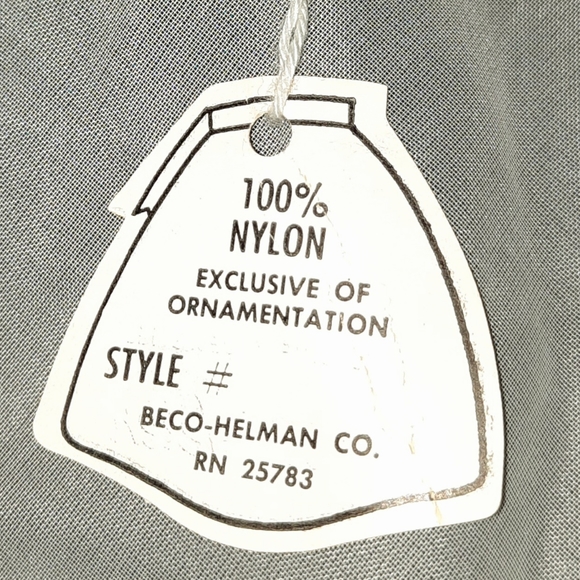 100%
NYLON
EXCLUSIVE OF
ORNAMENTATION
STYLE #
BECO-HELMAN CO.
RN 25783